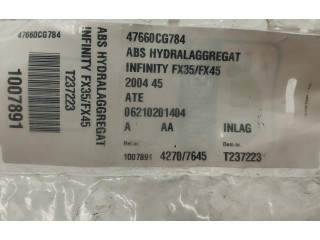 47660CG784
ABS HYDRALAGGREGAT
INFINITY FX35/FX45
T237223
1007891
47660CG784
ABS HYDRALAGGREGAT
INFINITY FX35/FX45
2004 45
ATE
06210201404
A AA INLAG
1007891 4270/7645 T237223